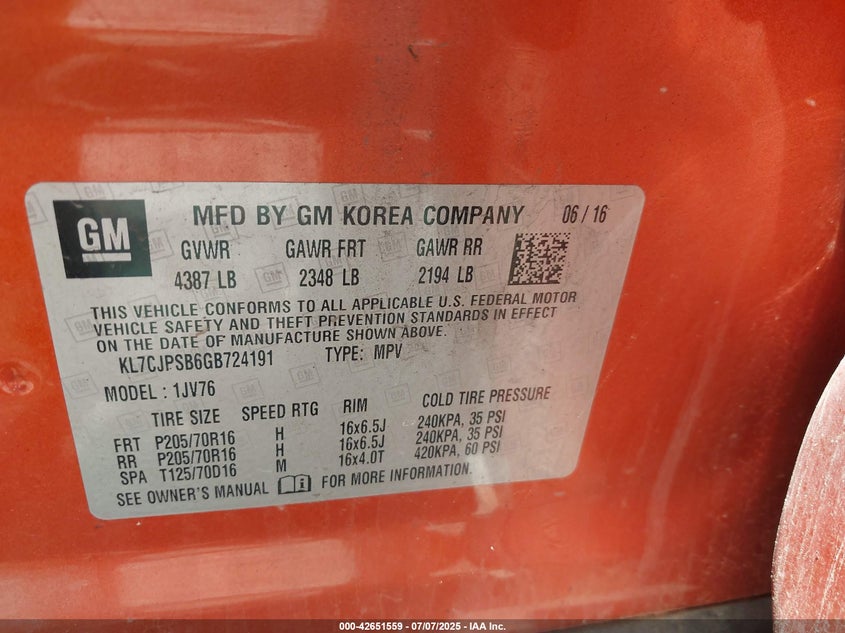 GM
MFD BY GM KOREA COMPANY 06 / 16
GVWR GAWR FRT GAWR RR
4387 LB 2348 LB 2194 LB
THIS VEHICLE CONFORMS TO ALL APPLICABLE U.S. FEDERAL MOTOR
VEHICLE SAFETY AND THEFT PREVENTION STANDARDS IN EFFECT
ON THE DATE OF MANUFACTURE SHOWN ABOVE.
KL7CJPSB6GB724191 TYPE: MPV
MODEL : 1JV76
TIRE SIZE SPEED RTG RIM COLD TIRE PRESSURE
FRT P205/70R16 H 16x6.5J 240KPA, 35 PSI
RR P205/70R16 H 16x6.5J 240KPA, 35 PSI
SPA T125/70D16 M 16x4.0T 420KPA, 60 PSI
SEE OWNER'S MANUAL FOR MORE INFORMATION.
000-42651559 - 07/07/2025 - IAA Inc.